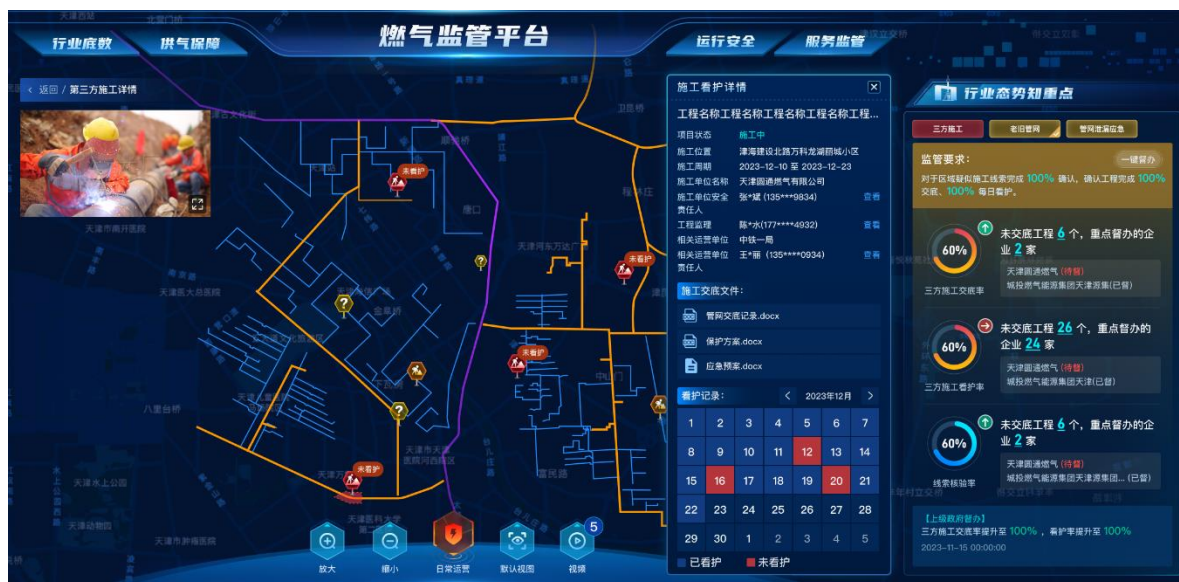 燃气监管平台
行业底数
供气保障
运行安全
服务监管
< 返回 / 第三方施工详情
未看护
未看护
未看护
未看护
天津市南开医院
天津医大总医院
八里台桥
天津水上公园
天津动物园
天津市肿瘤医院
富民路
卫昆桥
唐口
放大
缩小
日常运营
默认视图
视频
5
施工看护详情
工程名称工程名称工程名称工程名称工程...
项目状态 施工中
施工位置 津海建设北路万科龙湖丽城小区
施工周期 2023-12-10 至 2023-12-23
施工单位名称 天津圆通燃气有限公司
施工单位安全 张*斌 (135***9834) 查看
责任人
工程监理 陈*水(177****4932) 查看
相关运营单位 中铁一局
相关运营单位 王*丽 (135****0934) 查看
责任人
施工交底文件:
管网交底记录.docx
保护方案.docx
应急预案.docx
看护记录: < 2023年12月 >
1 2 3 4 5 6 7
8 9 10 11 12 13 14
15 16 17 18 19 20 21
22 23 24 25 26 27 28
29 30 1 2 3 4 5
已看护 未看护
行业态势知重点
三方施工
老旧管网
管网泄漏应急
监管要求:
一键督办
对于区域疑似施工线索完成 100% 确认，确认工程完成 100%
交底、100% 每日看护。
60%
三方施工交底率
未交底工程 6 个，重点督办的企
业 2 家
天津圆通燃气 (待督)
城投燃气能源集团天津源集(已督)
60%
三方施工看护率
未交底工程 26 个，重点督办的
企业 24 家
天津圆通燃气 (待督)
城投燃气能源集团天津(已督)
60%
线索核验率
未交底工程 6 个，重点督办的企
业 2 家
天津圆通燃气 (待督)
城投燃气能源集团天津源集团... (已督)
【上级政府督办】
三方施工交底率提升至 100% ，看护率提升至 100%
2023-11-15 00:00:00